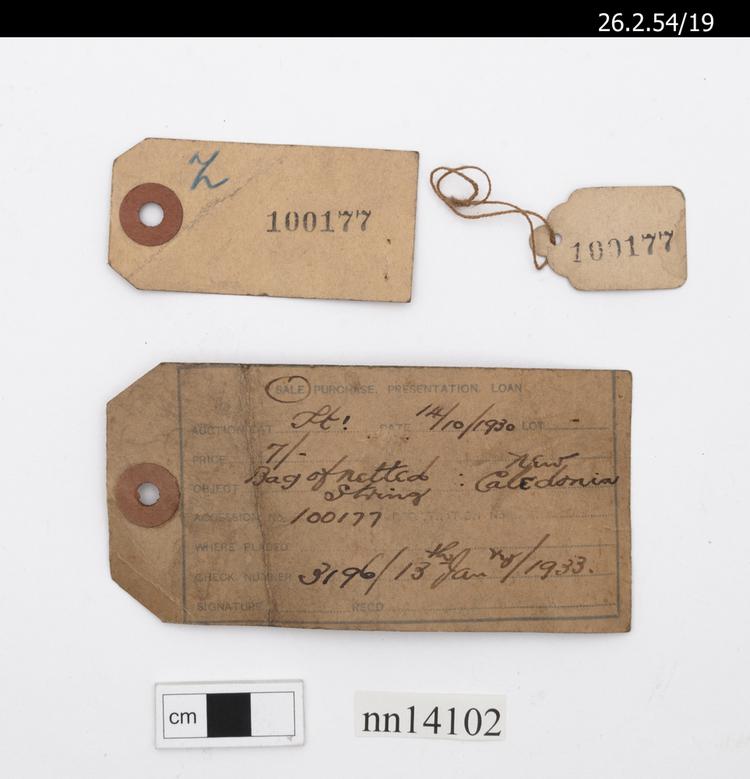 26.2.54/19
Z
100177
100177
SALE PURCHASE. PRESENTATION. LOAN
AUCTION CAT. St! DATE 14/10/1930 LOT -
PRICE 7/-
OBJECT Bag of netted String : New Caledonia
ACCESSION No. 100177
WHERE PLACED
CHECK NUMBER 3196/13th Jan ry/1933.
SIGNATURE RECD
cm
nn14102